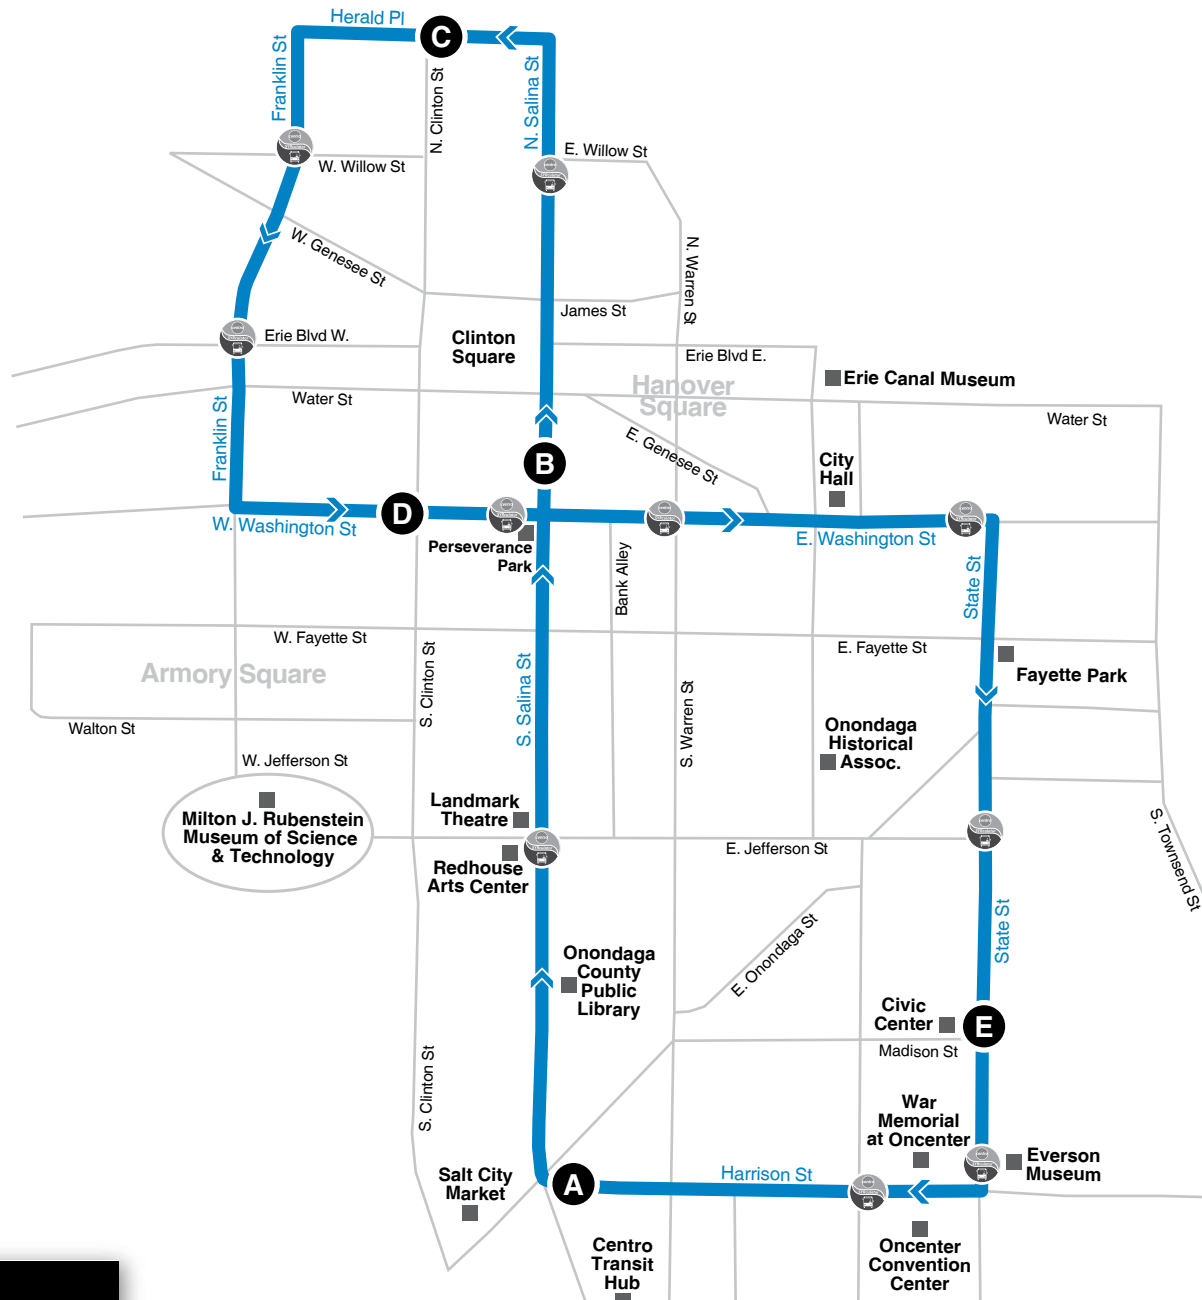 Herald Pl
C
Franklin St
N. Clinton St
N. Salina St
W. Willow St
E. Willow St
W. Genesee St
N. Warren St
James St
Erie Blvd W.
Clinton
Square
Erie Blvd E.
Hanover
Square
Erie Canal Museum
Water St
Water St
Franklin St
E. Genesee St
City
Hall
B
D
W. Washington St
E. Washington St
Perseverance
Park
Bank Alley
State St
W. Fayette St
E. Fayette St
Armory Square
Fayette Park
S. Clinton St
S. Salina St
S. Warren St
Walton St
Onondaga
Historical
Assoc.
W. Jefferson St
Milton J. Rubenstein
Museum of Science
& Technology
Landmark
Theatre
E. Jefferson St
S. Townsend St
Redhouse
Arts Center
State St
E. Onondaga St
Onondaga
County
Public
Library
Civic
Center
E
Madison St
S. Clinton St
War
Memorial
at Oncenter
Everson
Museum
Salt City
Market
A
Harrison St
Centro
Transit
Hub
Oncenter
Convention
Center